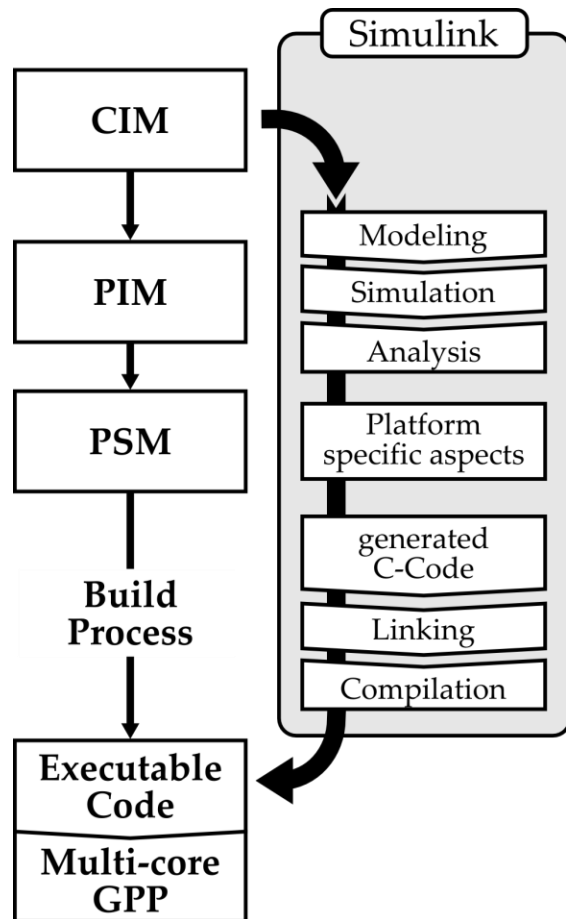 Simulink
CIM
PIM
PSM
Build
Process
Executable
Code
Multi-core
GPP
Modeling
Simulation
Analysis
Platform
specific aspects
generated
C-Code
Linking
Compilation